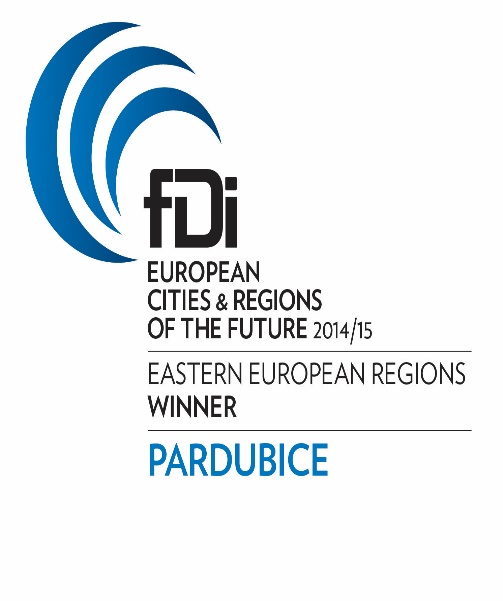 fDi
EUROPEAN
CITIES & REGIONS
OF THE FUTURE 2014/15
EASTERN EUROPEAN REGIONS
WINNER
PARDUBICE